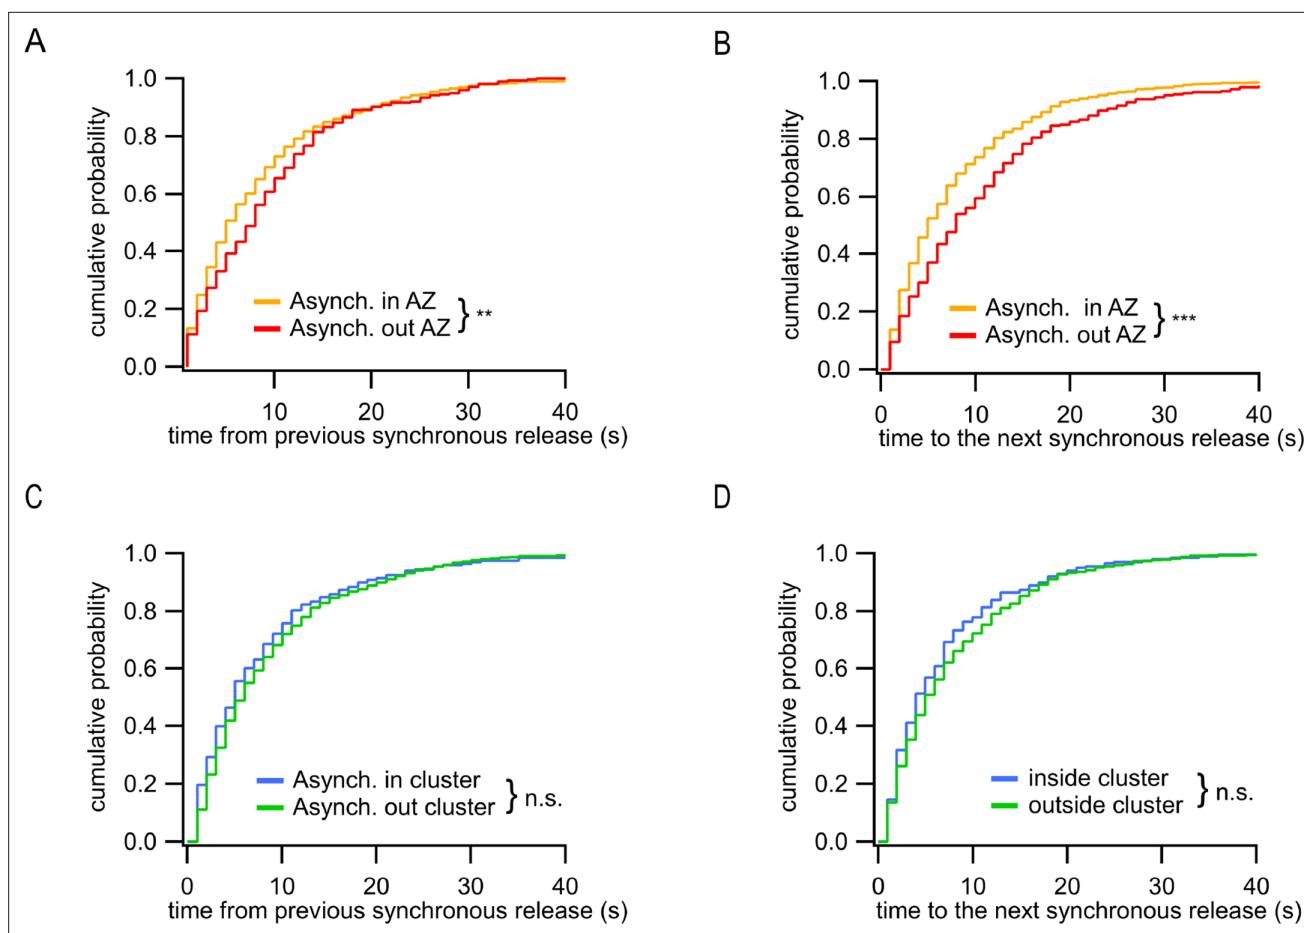 A
cumulative probability
1.0
0.8
0.6
0.4
0.2
0.0
Asynch. in AZ
Asynch. out AZ
} **
10 20 30 40
time from previous synchronous release (s)
B
cumulative probability
1.0
0.8
0.6
0.4
0.2
0.0
Asynch. in AZ
Asynch. out AZ
} ***
0 10 20 30 40
time to the next synchronous release (s)
C
cumulative probability
1.0
0.8
0.6
0.4
0.2
0.0
Asynch. in cluster
Asynch. out cluster
} n.s.
0 10 20 30 40
time from previous synchronous release (s)
D
cumulative probability
1.0
0.8
0.6
0.4
0.2
0.0
inside cluster
outside cluster
} n.s.
0 10 20 30 40
time to the next synchronous release (s)